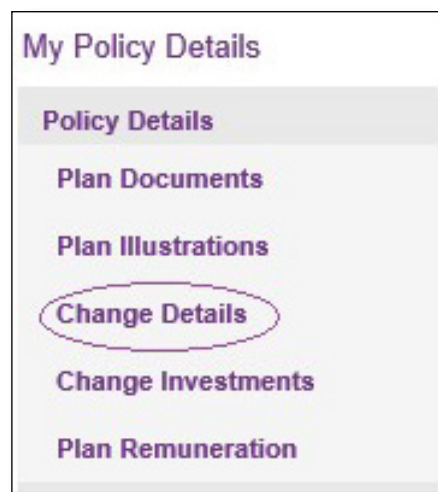 My Policy Details
Policy Details
Plan Documents
Plan Illustrations
Change Details
Change Investments
Plan Remuneration